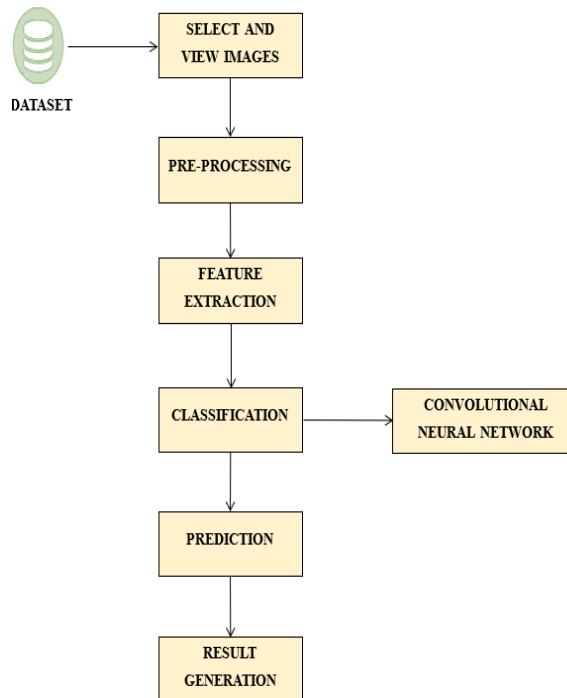 SELECT AND
VIEW IMAGES
DATASET
PRE-PROCESSING
FEATURE
EXTRACTION
CLASSIFICATION
CONVOLUTIONAL
NEURAL NETWORK
PREDICTION
RESULT
GENERATION